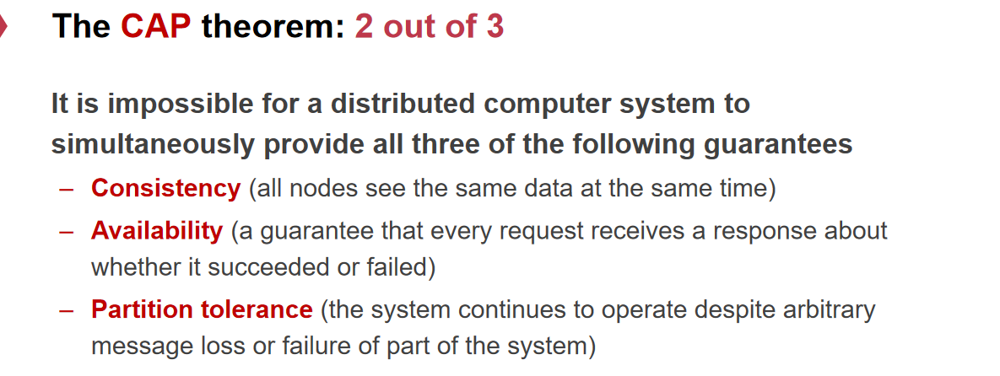 The CAP theorem: 2 out of 3
It is impossible for a distributed computer system to
simultaneously provide all three of the following guarantees
– Consistency (all nodes see the same data at the same time)
– Availability (a guarantee that every request receives a response about
whether it succeeded or failed)
– Partition tolerance (the system continues to operate despite arbitrary
message loss or failure of part of the system)